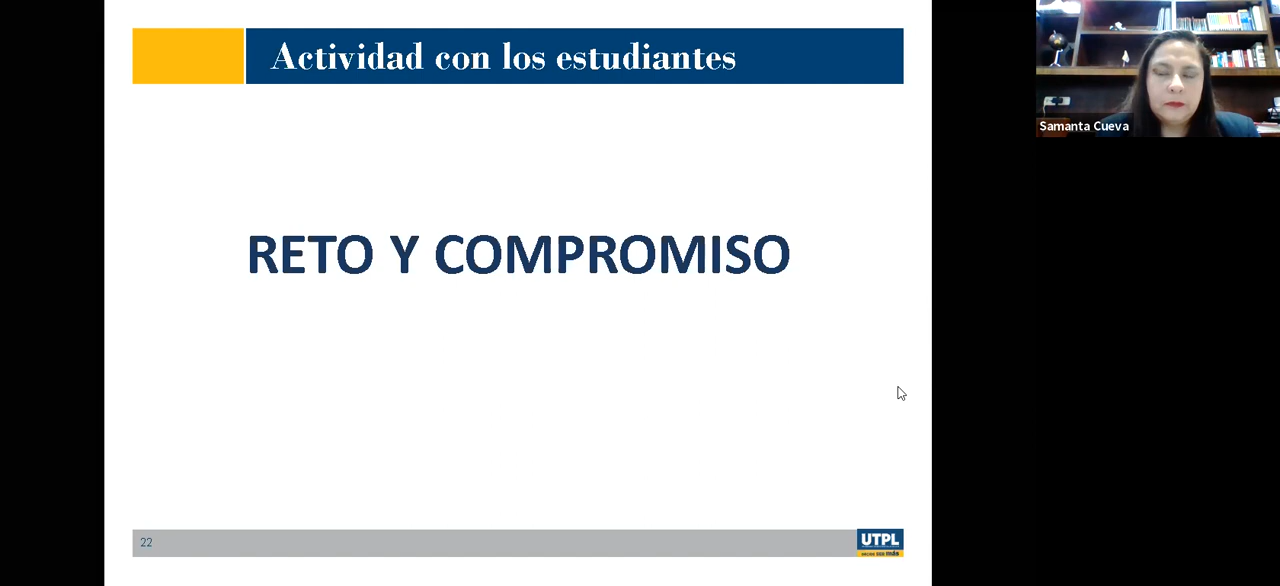 Actividad con los estudiantes
Samanta Cueva
RETO Y COMPROMISO
22
UTPL